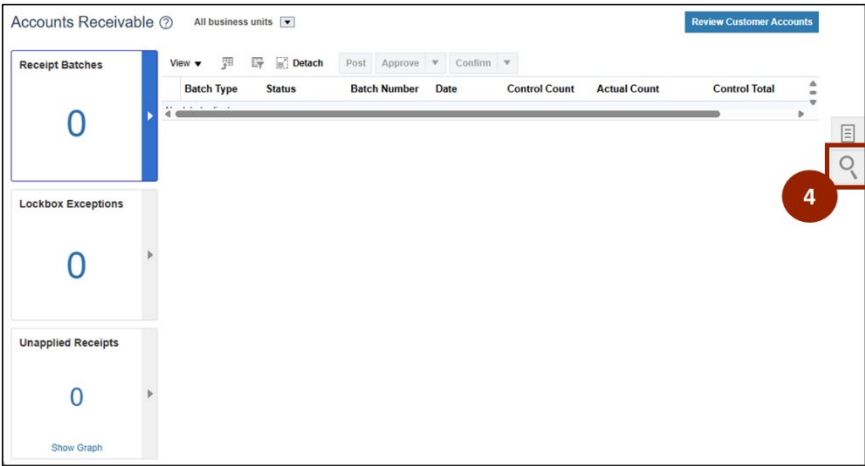 Accounts Receivable ? All business units Review Customer Accounts
Receipt Batches
0
View Detach Post Approve Confirm
Batch Type Status Batch Number Date Control Count Actual Count Control Total
4
Lockbox Exceptions
0
Unapplied Receipts
0
Show Graph